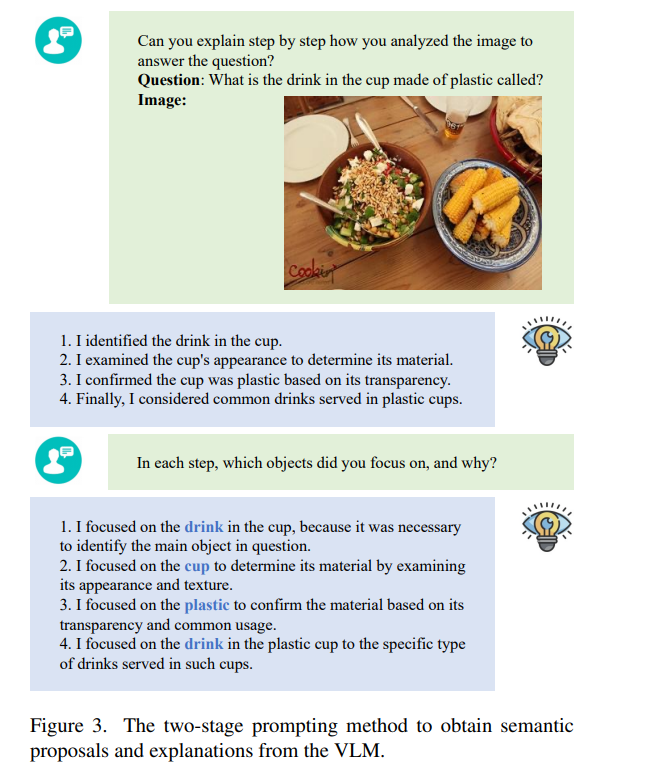 Can you explain step by step how you analyzed the image to
answer the question?
Question: What is the drink in the cup made of plastic called?
Image:
Cookin'
1. I identified the drink in the cup.
2. I examined the cup's appearance to determine its material.
3. I confirmed the cup was plastic based on its transparency.
4. Finally, I considered common drinks served in plastic cups.
In each step, which objects did you focus on, and why?
1. I focused on the drink in the cup, because it was necessary
to identify the main object in question.
2. I focused on the cup to determine its material by examining
its appearance and texture.
3. I focused on the plastic to confirm the material based on its
transparency and common usage.
4. I focused on the drink in the plastic cup to the specific type
of drinks served in such cups.
Figure 3. The two-stage prompting method to obtain semantic
proposals and explanations from the VLM.